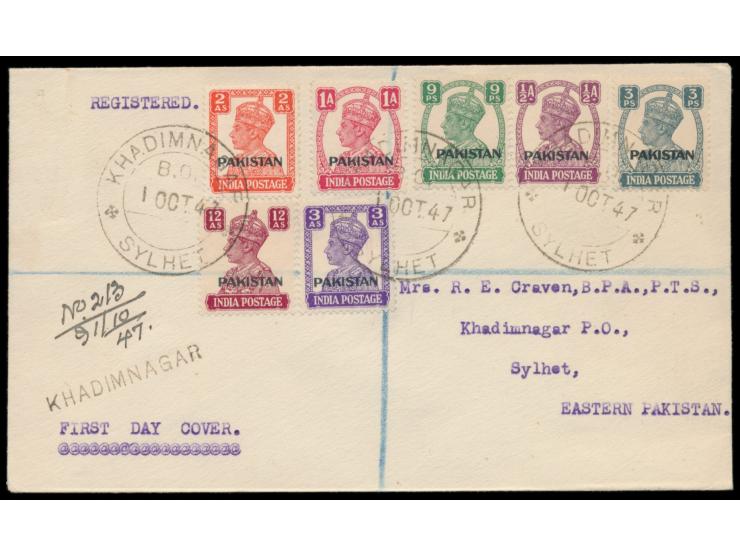 REGISTERED.
2 AS 2 AS
PAKISTAN
INDIA POSTAGE
1A 1A
PAKISTAN
INDIA POSTAGE
9 PS 9 PS
PAKISTAN
INDIA POSTAGE
½A ½A
PAKISTAN
INDIA POSTAGE
3 PS 3 PS
PAKISTAN
INDIA POSTAGE
KHADIMNAGAR
B.O.
1 OCT 47
SYLHET
OCT 47
SYLHET
1 OCT 47
SYLHET
12 AS 12 AS
PAKISTAN
INDIA POSTAGE
3 AS 3 AS
PAKISTAN
INDIA POSTAGE
No. 213
47.
KHADIMNAGAR
FIRST DAY COVER.
Mrs. R. E. Craven,B.P.A.,P.T.S.,
Khadimnagar P.O.,
Sylhet,
EASTERN PAKISTAN.